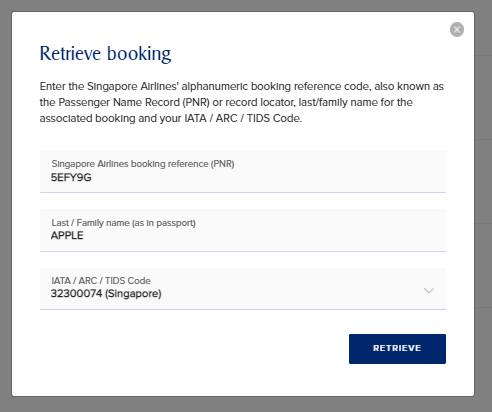 Retrieve booking
Enter the Singapore Airlines' alphanumeric booking reference code, also known as
the Passenger Name Record (PNR) or record locator, last/family name for the
associated booking and your IATA / ARC / TIDS Code.
Singapore Airlines booking reference (PNR)
5EFY9G
Last / Family name (as in passport)
APPLE
IATA / ARC / TIDS Code
32300074 (Singapore)
RETRIEVE